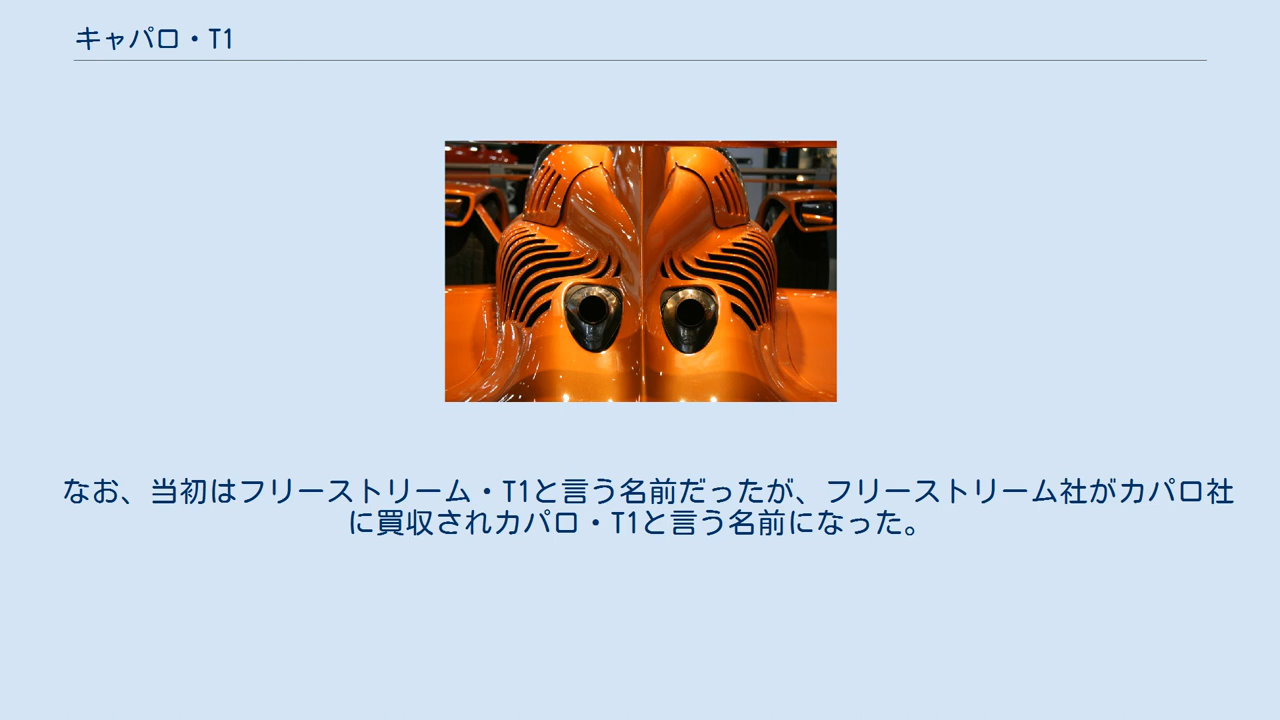 キャパロ・T1
なお、当初はフリーストリーム・T1と言う名前だったが、フリーストリーム社がカパロ社
に買収されカパロ・T1と言う名前になった。